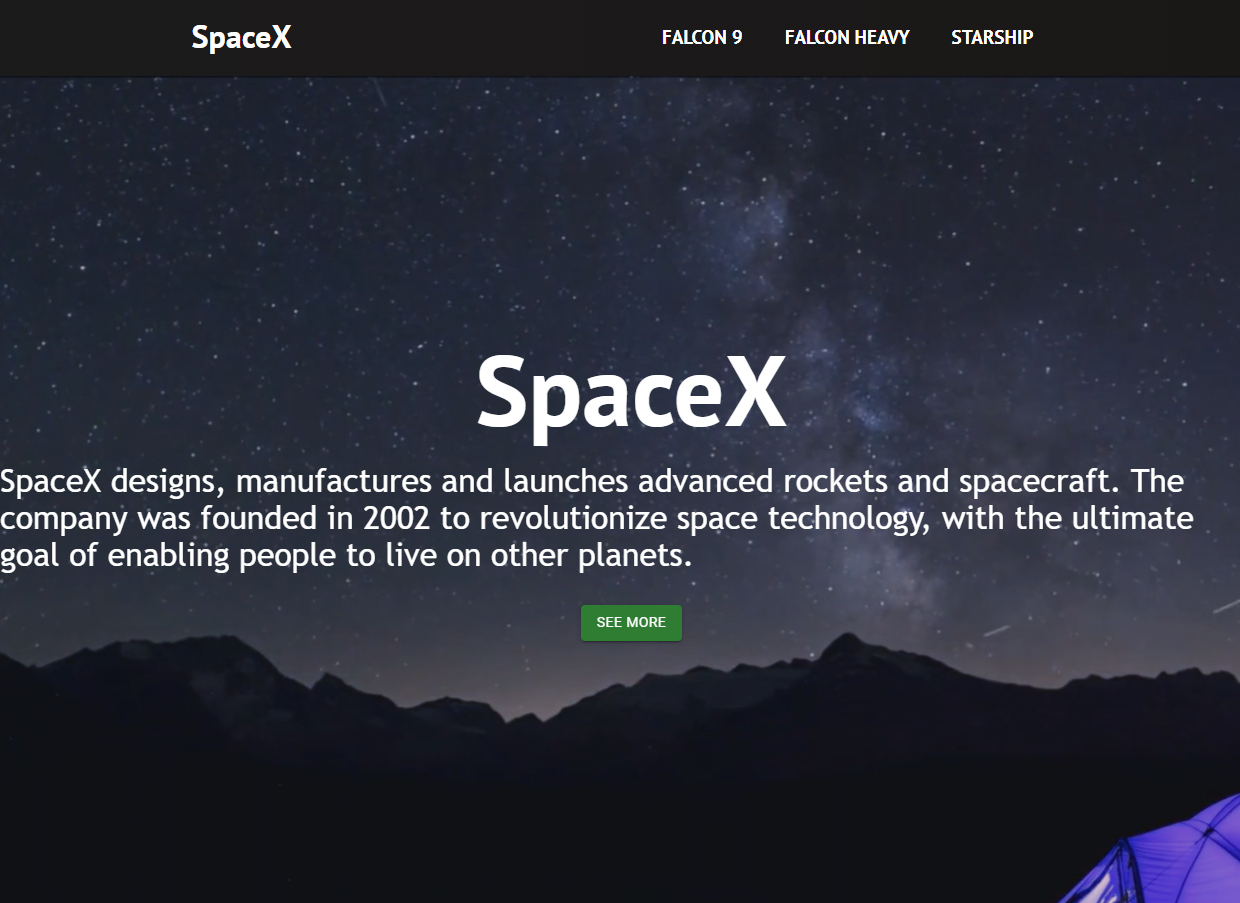 SpaceX
FALCON 9 FALCON HEAVY STARSHIP
SpaceX
SpaceX designs, manufactures and launches advanced rockets and spacecraft. The
company was founded in 2002 to revolutionize space technology, with the ultimate
goal of enabling people to live on other planets.
SEE MORE